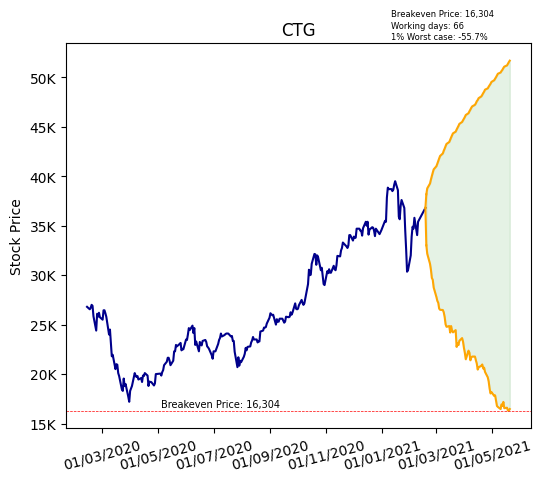 Breakeven Price: 16,304
Working days: 66
1% Worst case: -55.7%
CTG
Stock Price
50K
45K
40K
35K
30K
25K
20K
15K
Breakeven Price: 16,304
01/03/2020
01/05/2020
01/07/2020
01/09/2020
01/11/2020
01/01/2021
01/03/2021
01/05/2021